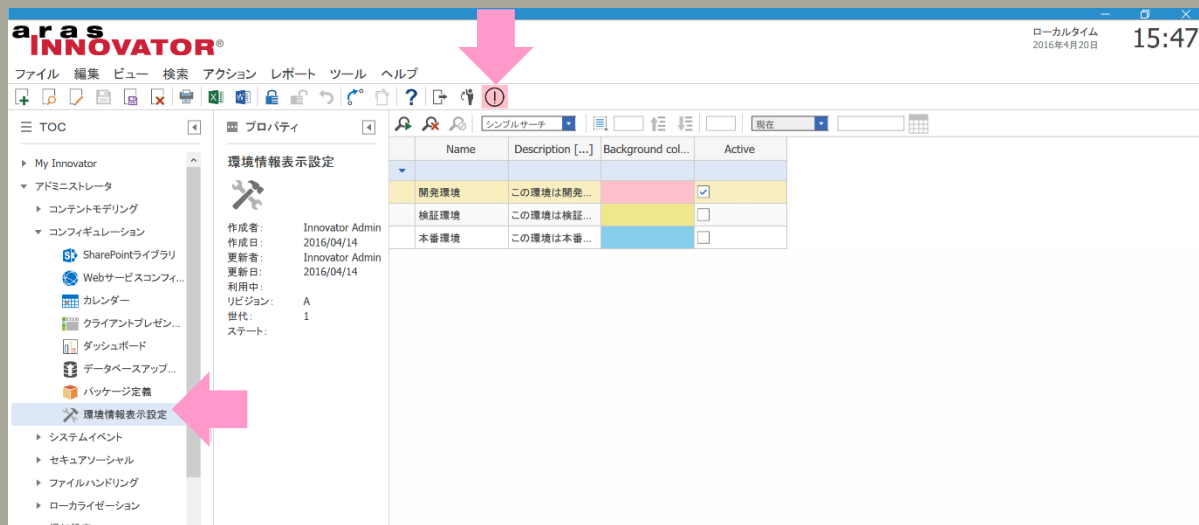 aras
INNOVATOR®
ローカルタイム
2016年4月20日
15:47
ファイル 編集 ビュー 検索 アクション レポート ツール ヘルプ
TOC
プロパティ
シンプルサーチ
現在
My Innovator
アドミニストレータ
コンテントモデリング
コンフィギュレーション
SharePointライブラリ
Webサービスコンフィ...
カレンダー
クライアントプレゼン...
ダッシュボード
データベースアップ...
パッケージ定義
環境情報表示設定
システムイベント
セキュアソーシャル
ファイルハンドリング
ローカライゼーション
環境情報表示設定
作成者: Innovator Admin
作成日: 2016/04/14
更新者: Innovator Admin
更新日: 2016/04/14
利用中:
リビジョン: A
世代: 1
ステート:
Name Description [...] Background col... Active
開発環境 この環境は開発...
検証環境 この環境は検証...
本番環境 この環境は本番...